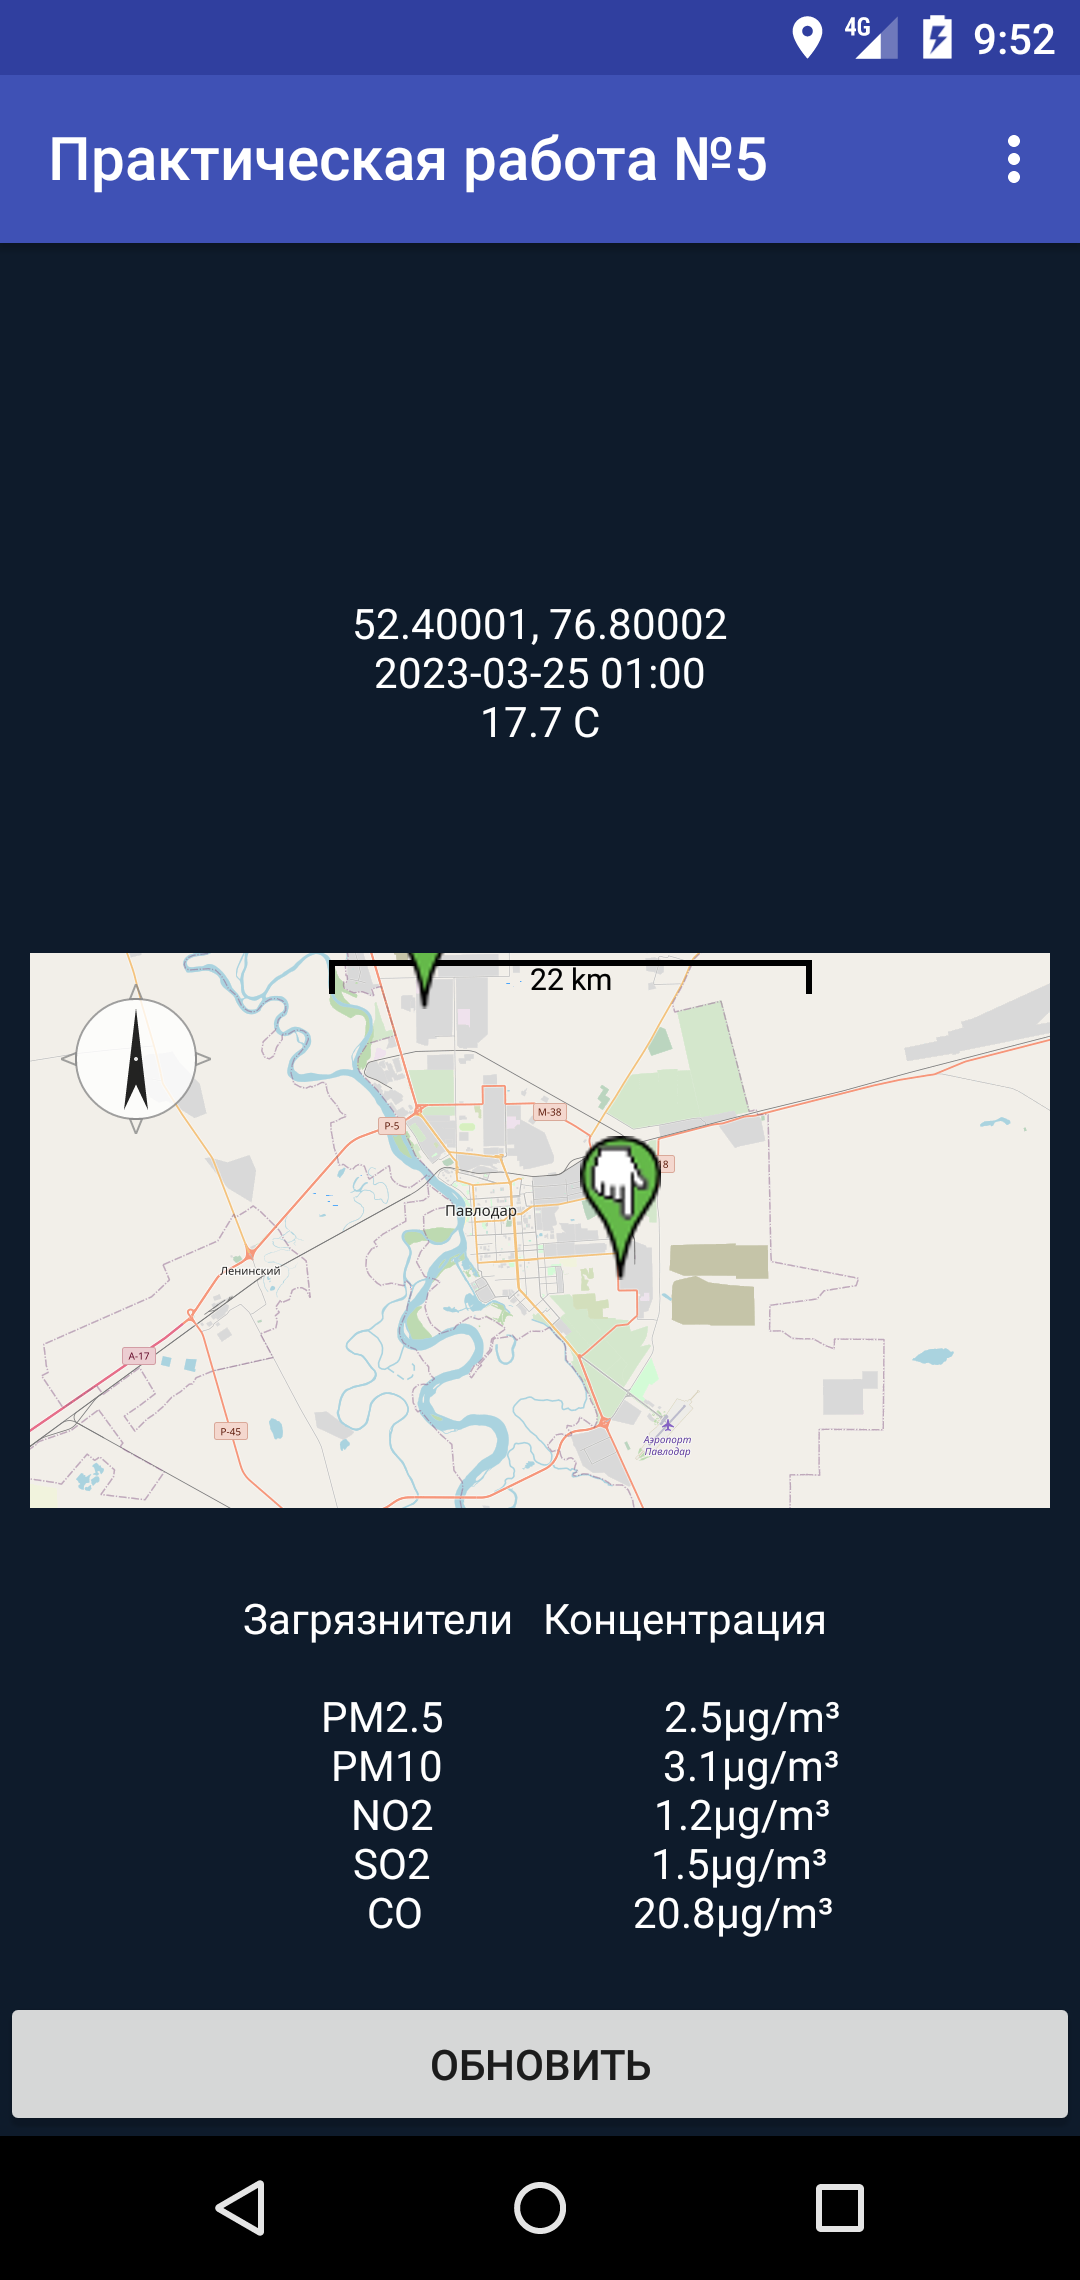 4G 9:52
Практическая работа №5
52.40001, 76.80002
2023-03-25 01:00
17.7 C
22 km
М-38
Р-5
18
Павлодар
Ленинский
А-17
Р-45
Аэропорт
Павлодар
Загрязнители Концентрация
PM2.5 2.5µg/m³
PM10 3.1µg/m³
NO2 1.2µg/m³
SO2 1.5µg/m³
CO 20.8µg/m³
ОБНОВИТЬ